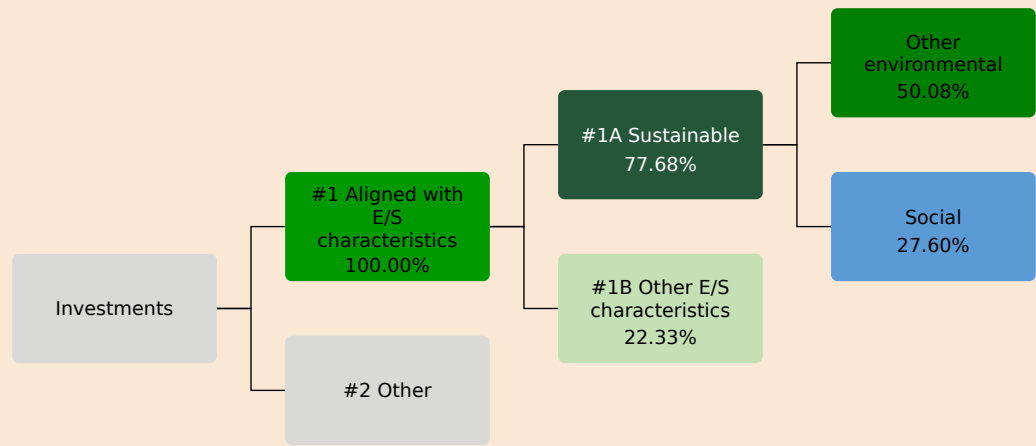 Investments
#1 Aligned with
E/S
characteristics
100.00%
#2 Other
#1A Sustainable
77.68%
#1B Other E/S
characteristics
22.33%
Other
environmental
50.08%
Social
27.60%